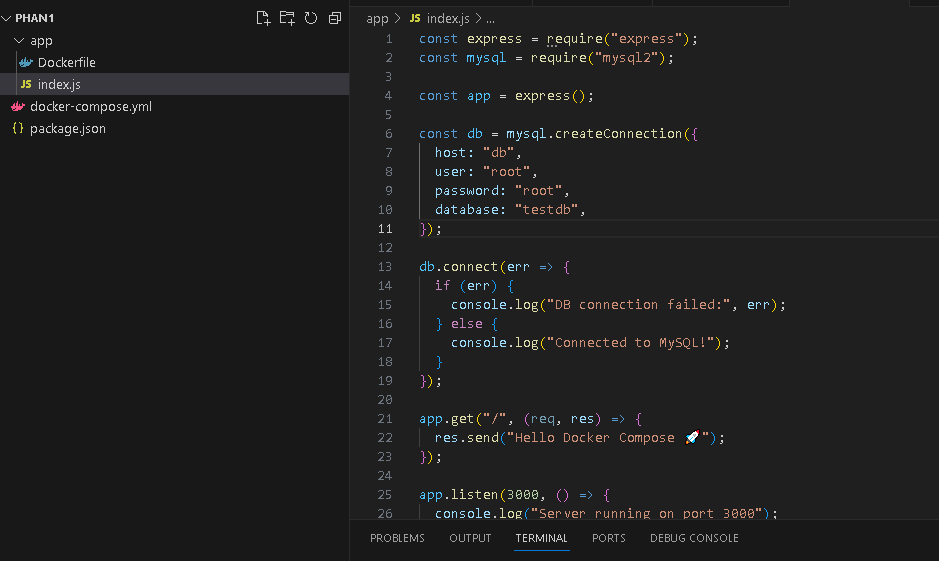 PHAN1
app
Dockerfile
JS index.js
docker-compose.yml
{} package.json
app > JS index.js > ...
1 const express = require("express");
2 const mysql = require("mysql2");
3
4 const app = express();
5
6 const db = mysql.createConnection({
7 host: "db",
8 user: "root",
9 password: "root",
10 database: "testdb",
11 });
12
13 db.connect(err => {
14 if (err) {
15 console.log("DB connection failed:", err);
16 } else {
17 console.log("Connected to MySQL!");
18 }
19 });
20
21 app.get("/", (req, res) => {
22 res.send("Hello Docker Compose 🚀");
23 });
24
25 app.listen(3000, () => {
26 console.log("Server running on port 3000");
PROBLEMS OUTPUT TERMINAL PORTS DEBUG CONSOLE